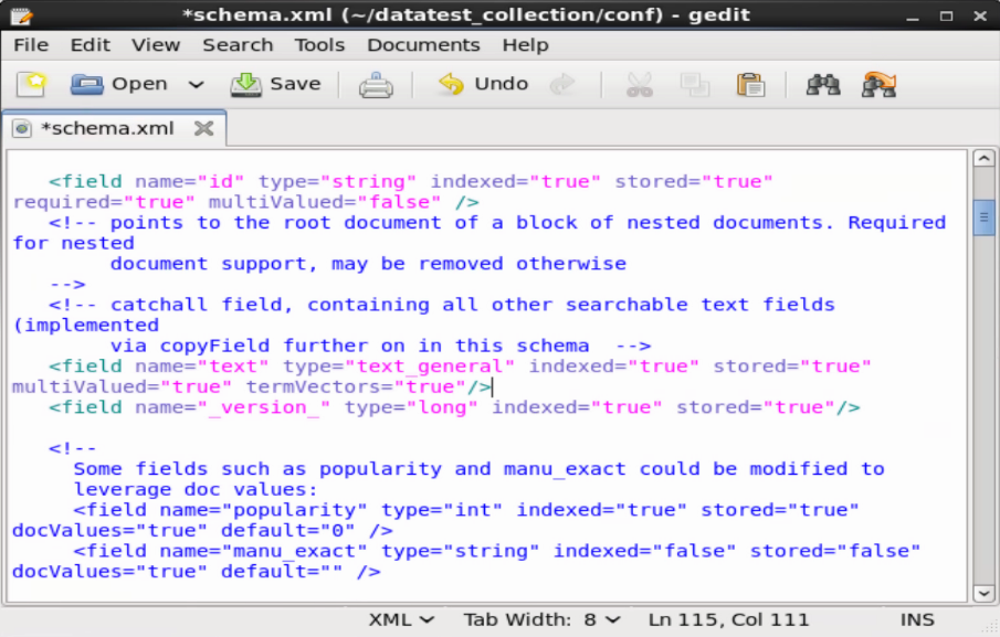 *schema.xml (~/datatest_collection/conf) - gedit
File Edit View Search Tools Documents Help
Open Save Undo
*schema.xml
<field name="id" type="string" indexed="true" stored="true"
required="true" multiValued="false" />
<!-- points to the root document of a block of nested documents. Required
for nested
document support, may be removed otherwise
-->
<!-- catchall field, containing all other searchable text fields
(implemented
via copyField further on in this schema  -->
<field name="text" type="text_general" indexed="true" stored="true"
multiValued="true" termVectors="true"/>
<field name="_version_" type="long" indexed="true" stored="true"/>
<!--
Some fields such as popularity and manu_exact could be modified to
leverage doc values:
<field name="popularity" type="int" indexed="true" stored="true"
docValues="true" default="0" />
<field name="manu_exact" type="string" indexed="false" stored="false"
docValues="true" default="" />
XML Tab Width: 8 Ln 115, Col 111 INS